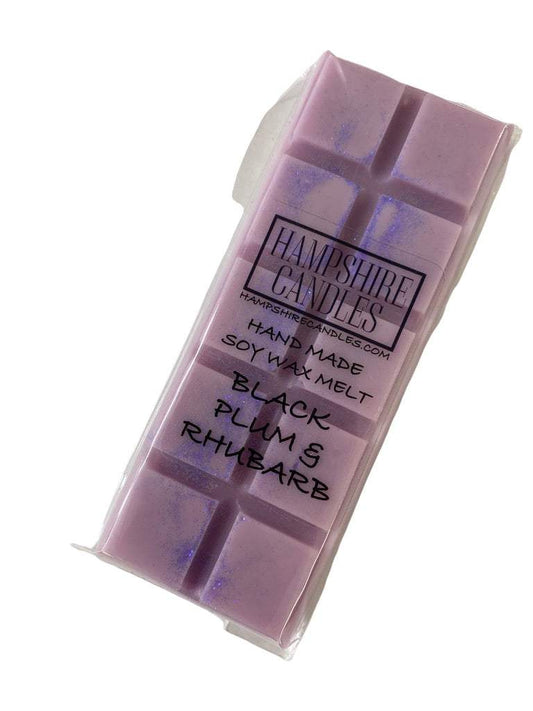 HAMPSHIRE
CANDLES
HAMPSHIRECANDLES.COM
HAND MADE
SOY WAX MELT
BLACK
PLUM &
RHUBARB